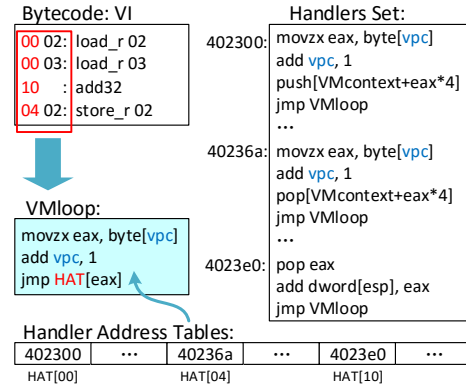 Bytecode: VI
00 02: load_r 02
00 03: load_r 03
10 : add32
04 02: store_r 02
VMloop:
movzx eax, byte[vpc]
add vpc, 1
jmp HAT[eax]
Handlers Set:
402300: movzx eax, byte[vpc]
add vpc, 1
push[VMcontext+eax*4]
jmp VMloop
...
40236a: movzx eax, byte[vpc]
add vpc, 1
pop[VMcontext+eax*4]
jmp VMloop
...
4023e0: pop eax
add dword[esp], eax
jmp VMloop
Handler Address Tables:
402300 ... 40236a ... 4023e0 ...
HAT[00] HAT[04] HAT[10]